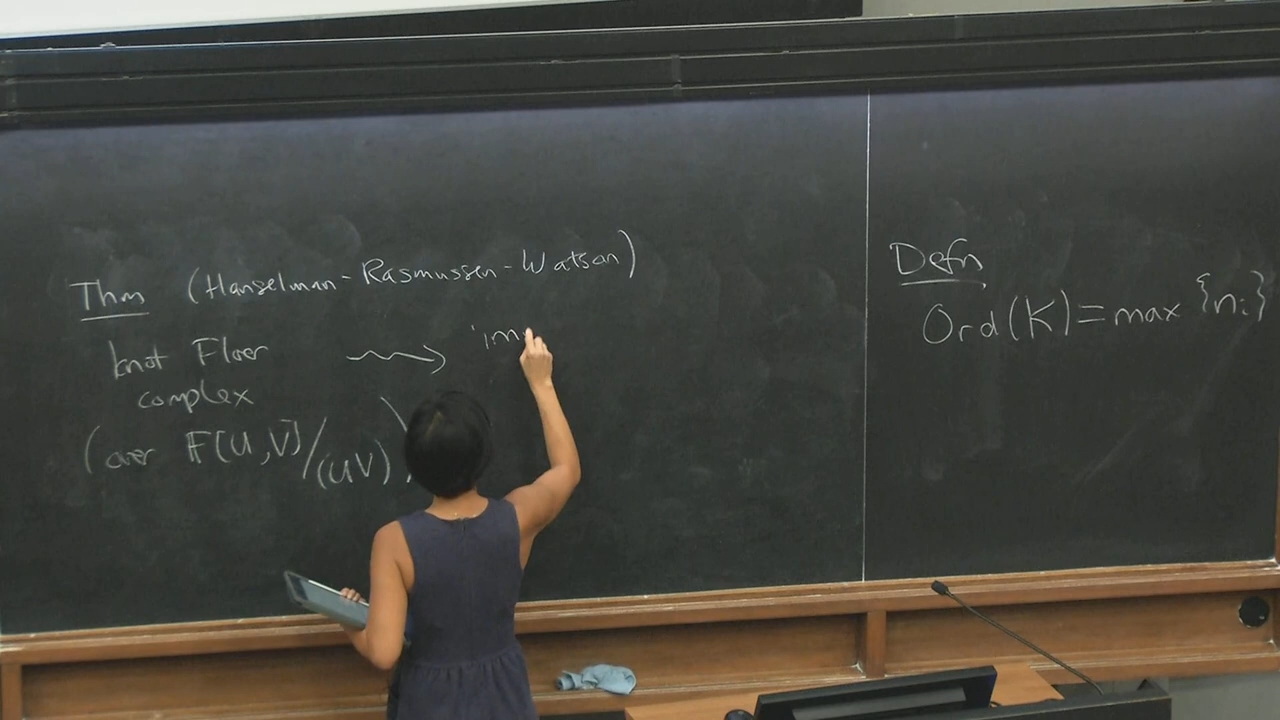 Thm (Hanselman-Rasmussen-Watson)
knot Floer
complex
(over 𝔽[U,V]/(UV))
im
Defn
Ord(K)=max {nᵢ}